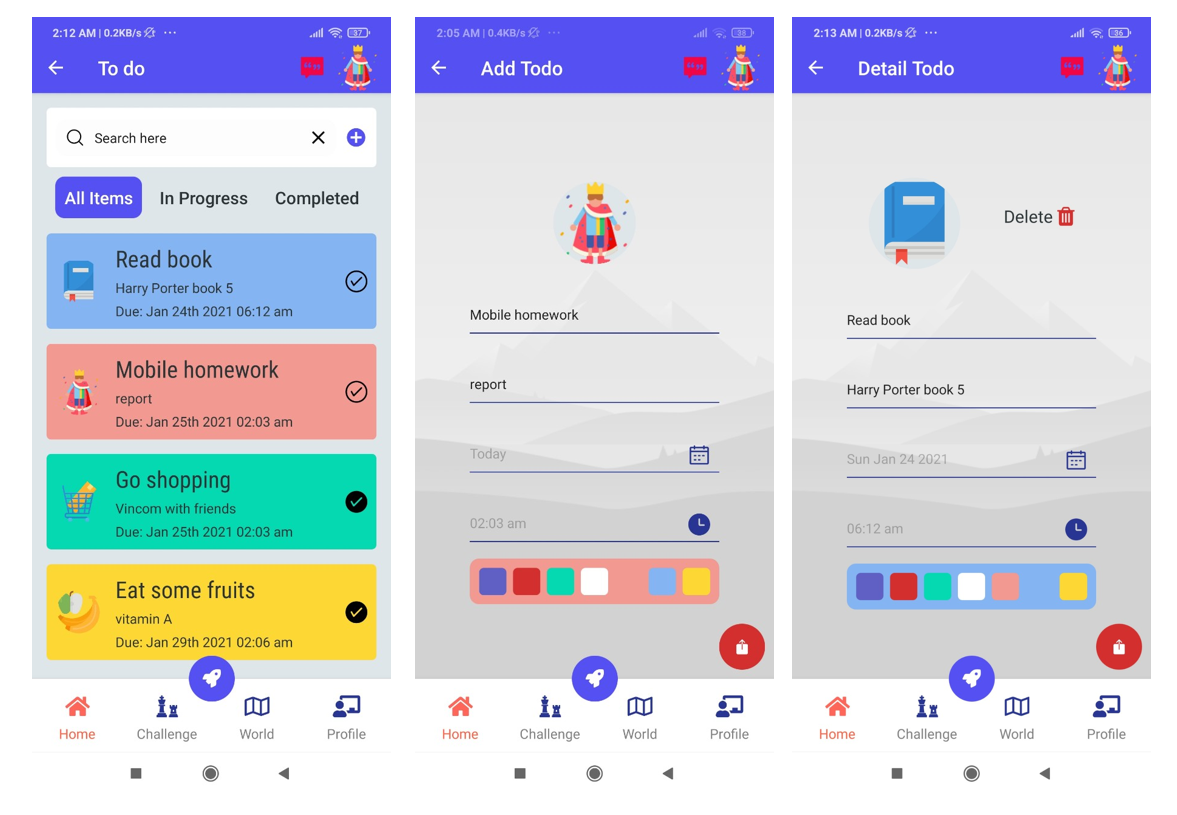 2:12 AM | 0.2KB/s ··· 37
To do
Search here
All Items In Progress Completed
Read book
Harry Porter book 5
Due: Jan 24th 2021 06:12 am
Mobile homework
report
Due: Jan 25th 2021 02:03 am
Go shopping
Vincom with friends
Due: Jan 25th 2021 02:03 am
Eat some fruits
vitamin A
Due: Jan 29th 2021 02:06 am
Home Challenge World Profile
2:05 AM | 0.4KB/s ··· 38
Add Todo
Mobile homework
report
Today
02:03 am
Home Challenge World Profile
2:13 AM | 0.2KB/s ··· 36
Detail Todo
Delete
Read book
Harry Porter book 5
Sun Jan 24 2021
06:12 am
Home Challenge World Profile